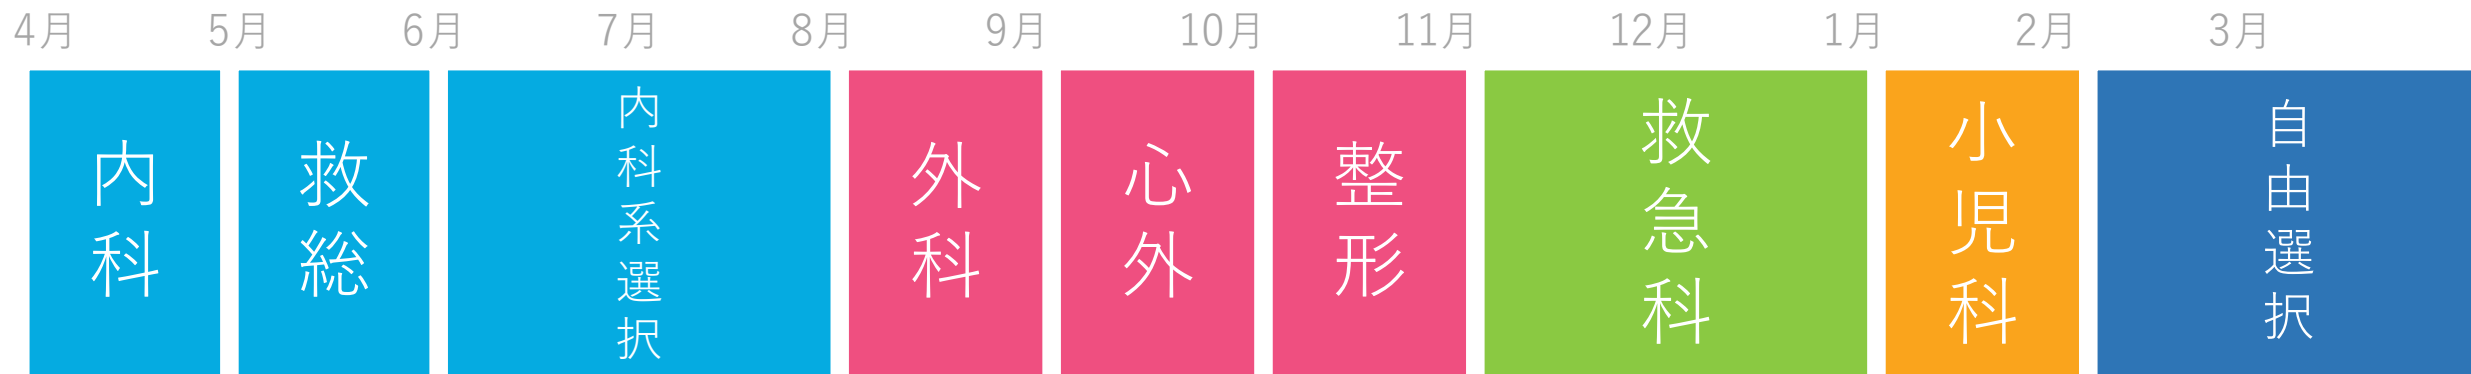 4月 5月 6月 7月 8月 9月 10月 11月 12月 1月 2月 3月
内科
救総
内科系選択
外科
心外
整形
救急科
小児科
自由選択